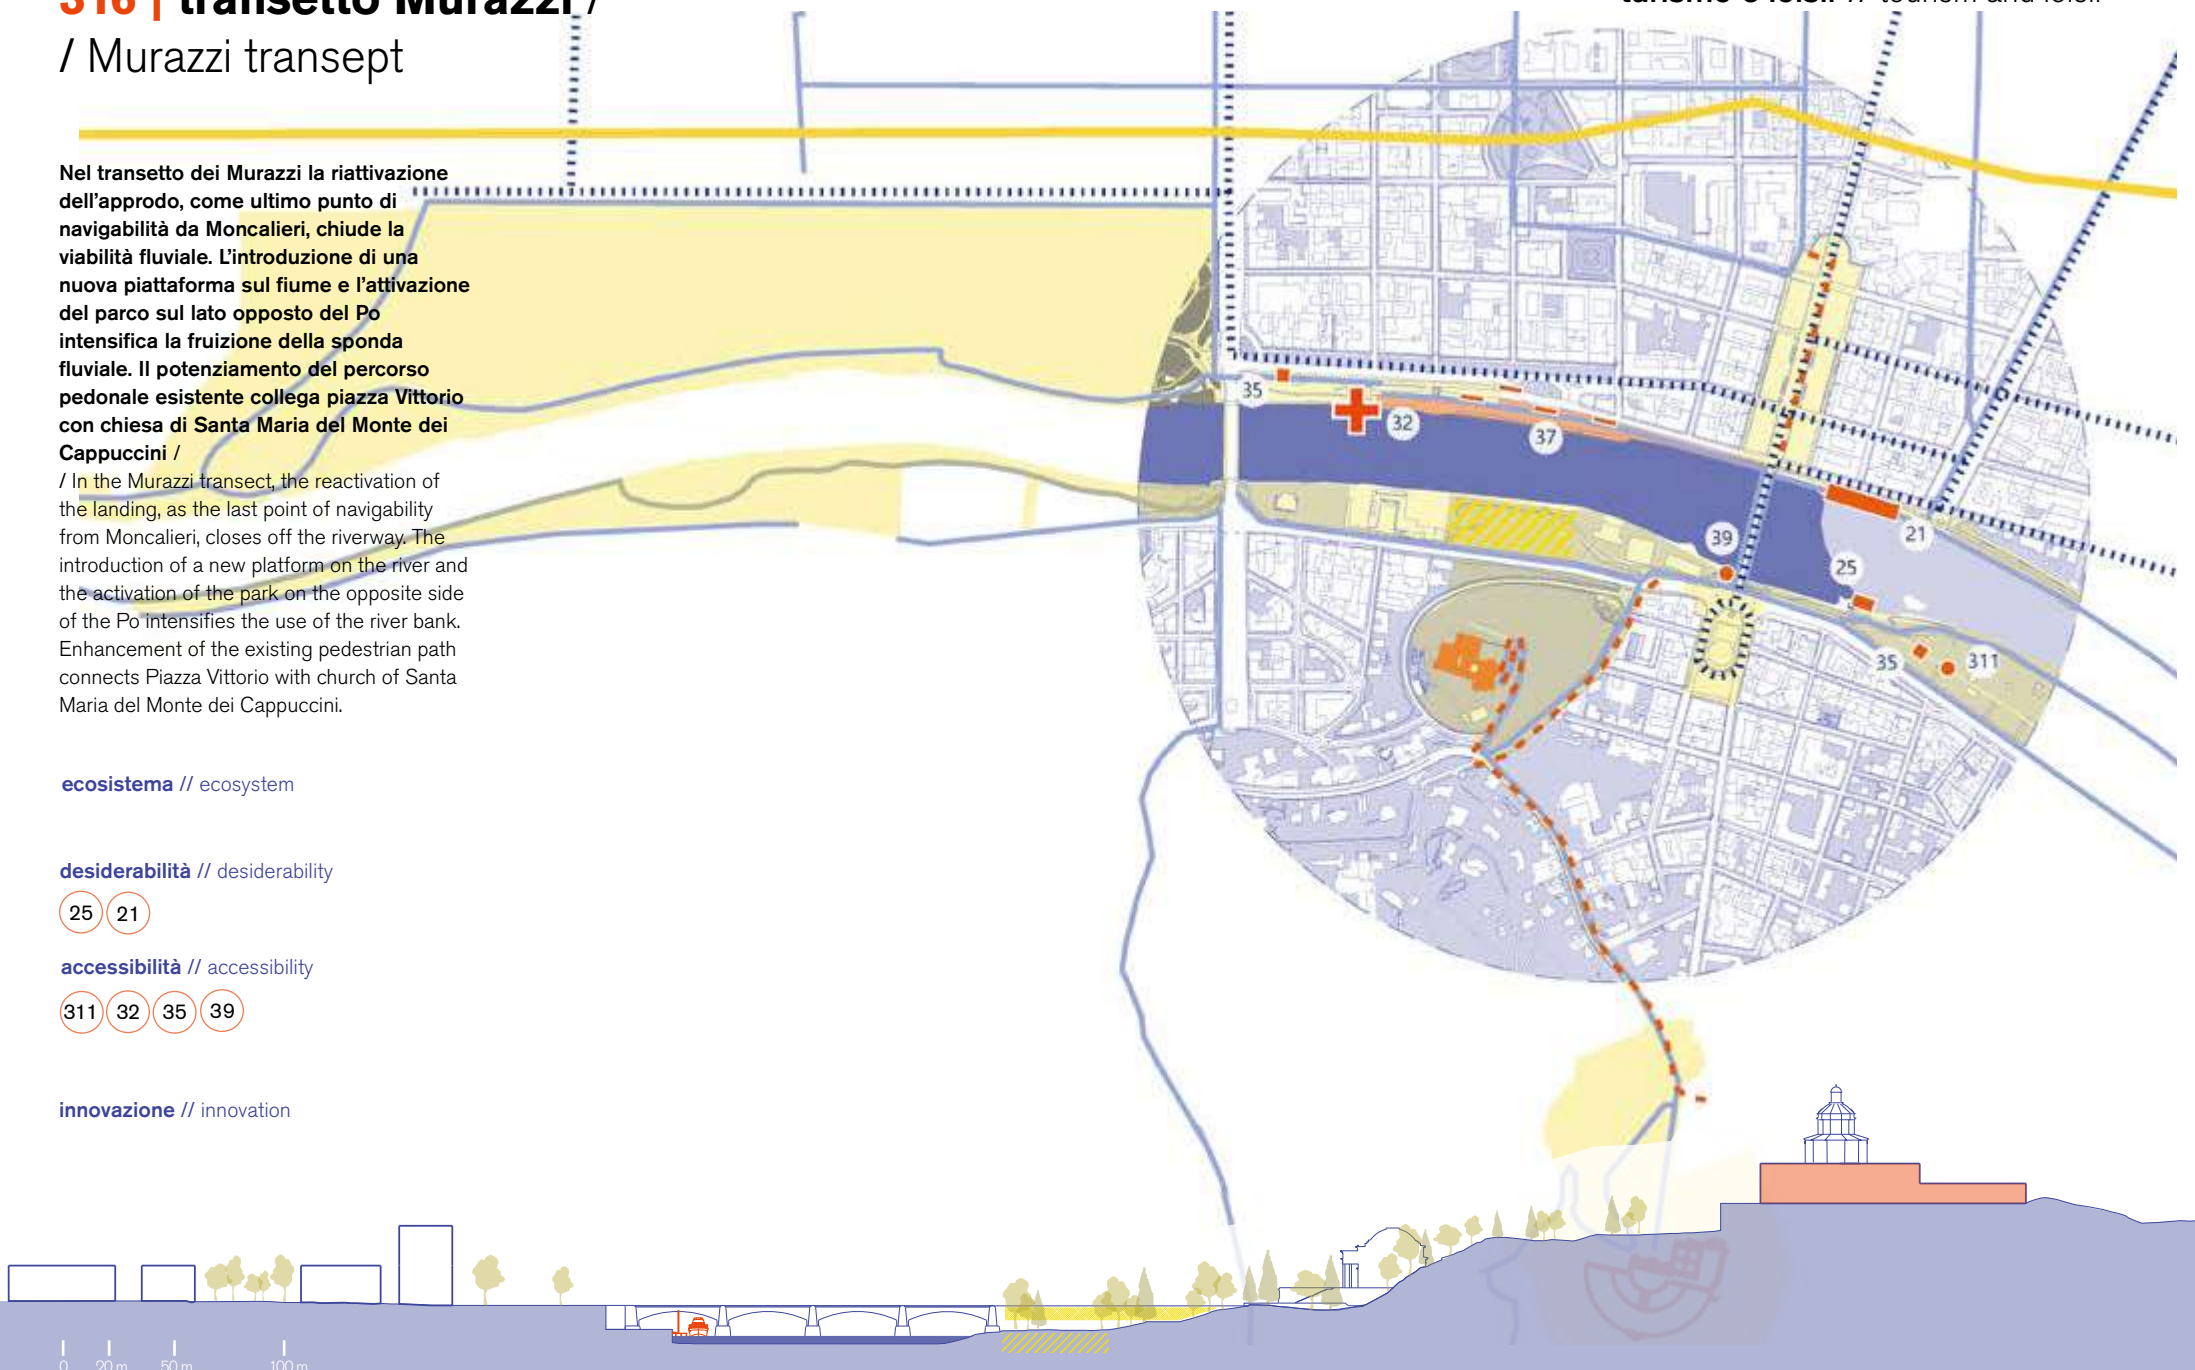 316 | transetto Murazzi /
/ Murazzi transept
turismo e leisir // tourism and leisir
Nel transetto dei Murazzi la riattivazione
dell'approdo, come ultimo punto di
navigabilità da Moncalieri, chiude la
viabilità fluviale. L'introduzione di una
nuova piattaforma sul fiume e l'attivazione
del parco sul lato opposto del Po
intensifica la fruizione della sponda
fluviale. Il potenziamento del percorso
pedonale esistente collega piazza Vittorio
con chiesa di Santa Maria del Monte dei
Cappuccini /
/ In the Murazzi transect, the reactivation of
the landing, as the last point of navigability
from Moncalieri, closes off the riverway. The
introduction of a new platform on the river and
the activation of the park on the opposite side
of the Po intensifies the use of the river bank.
Enhancement of the existing pedestrian path
connects Piazza Vittorio with church of Santa
Maria del Monte dei Cappuccini.
ecosistema // ecosystem
desiderabilità // desiderability
25 21
accessibilità // accessibility
311 32 35 39
innovazione // innovation
35
32
37
39
21
25
35
311
0 20 m 50 m 100 m